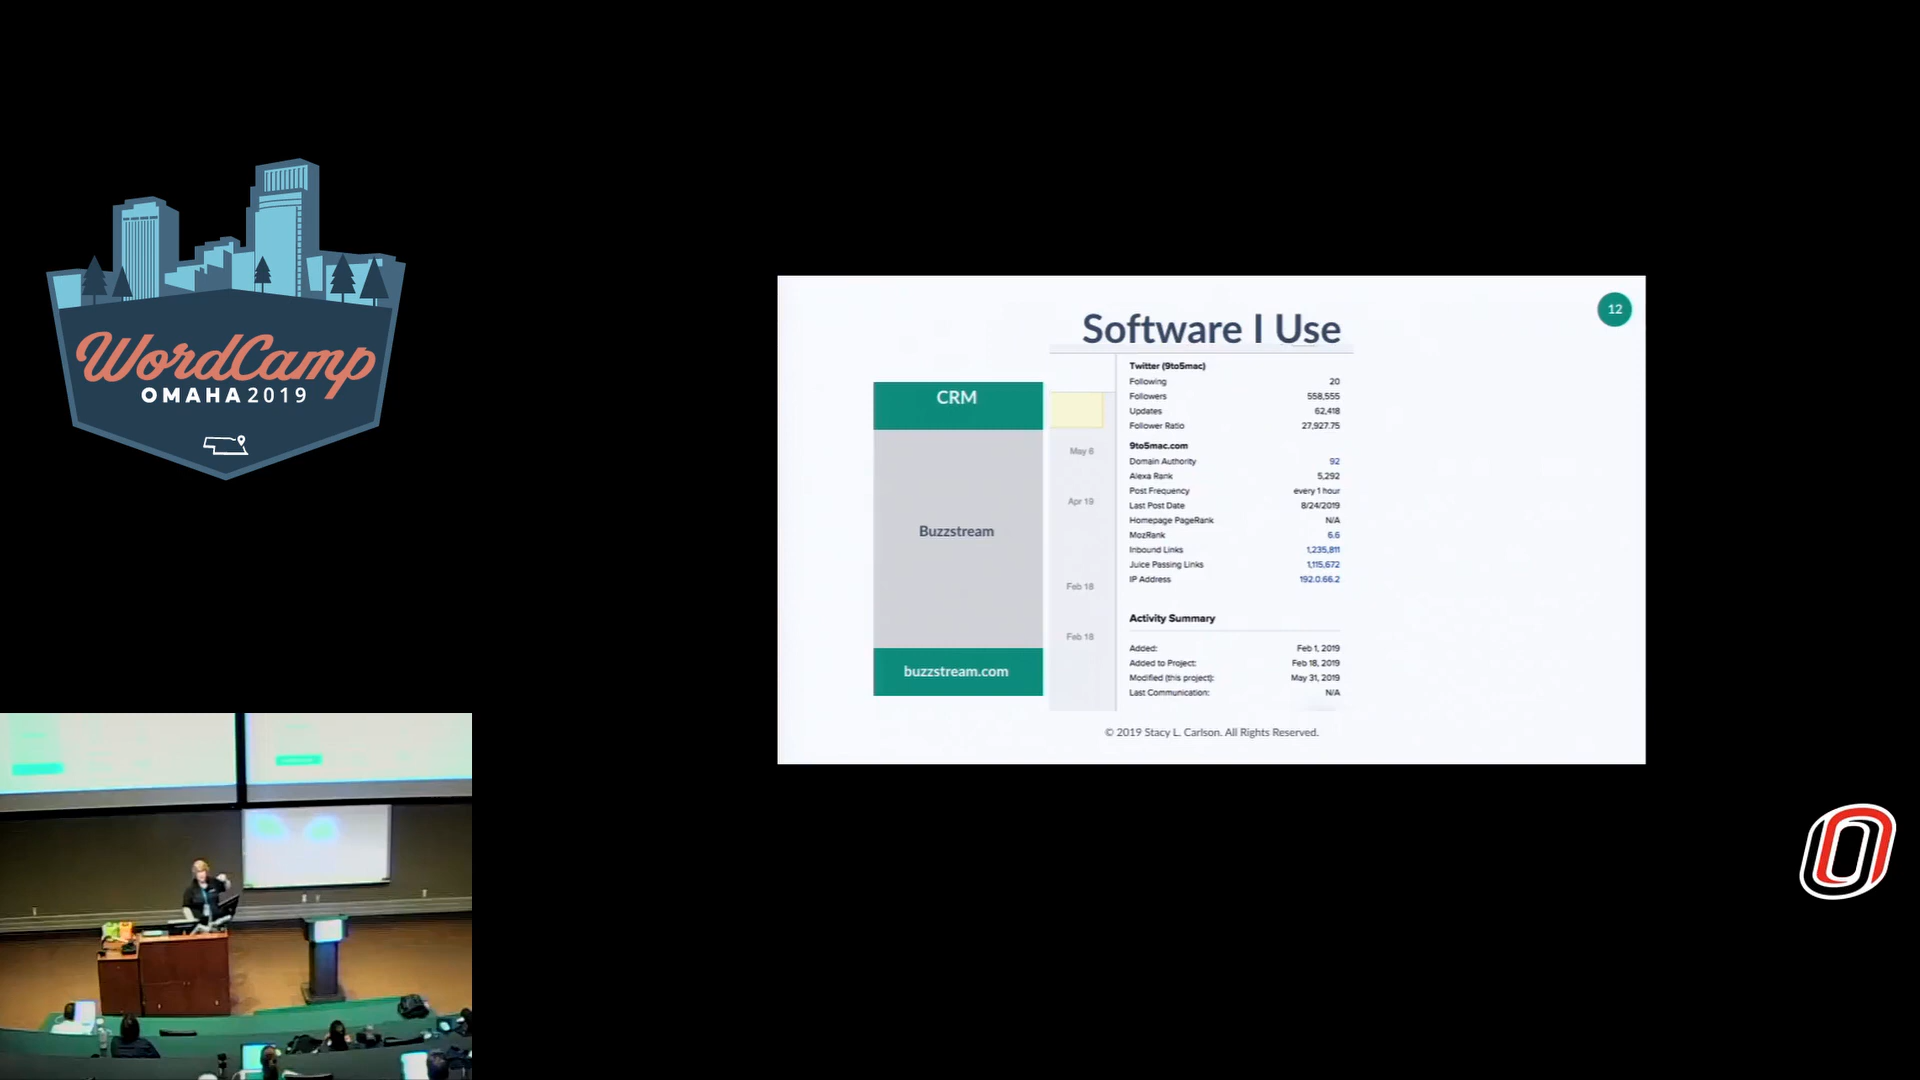 WordCamp
OMAHA 2019
Software I Use
12
CRM
Buzzstream
buzzstream.com
May 6
Apr 19
Feb 18
Feb 18
Twitter (9to5mac)
Following 20
Followers 558,555
Updates 62,418
Follower Ratio 27,927.75
9to5mac.com
Domain Authority 92
Alexa Rank 5,292
Post Frequency every 1 hour
Last Post Date 8/24/2019
Homepage PageRank N/A
MozRank 6.6
Inbound Links 1,235,811
Juice Passing Links 1,115,672
IP Address 192.0.66.2
Activity Summary
Added: Feb 1, 2019
Added to Project: Feb 18, 2019
Modified (this project): May 31, 2019
Last Communication: N/A
© 2019 Stacy L. Carlson. All Rights Reserved.
O